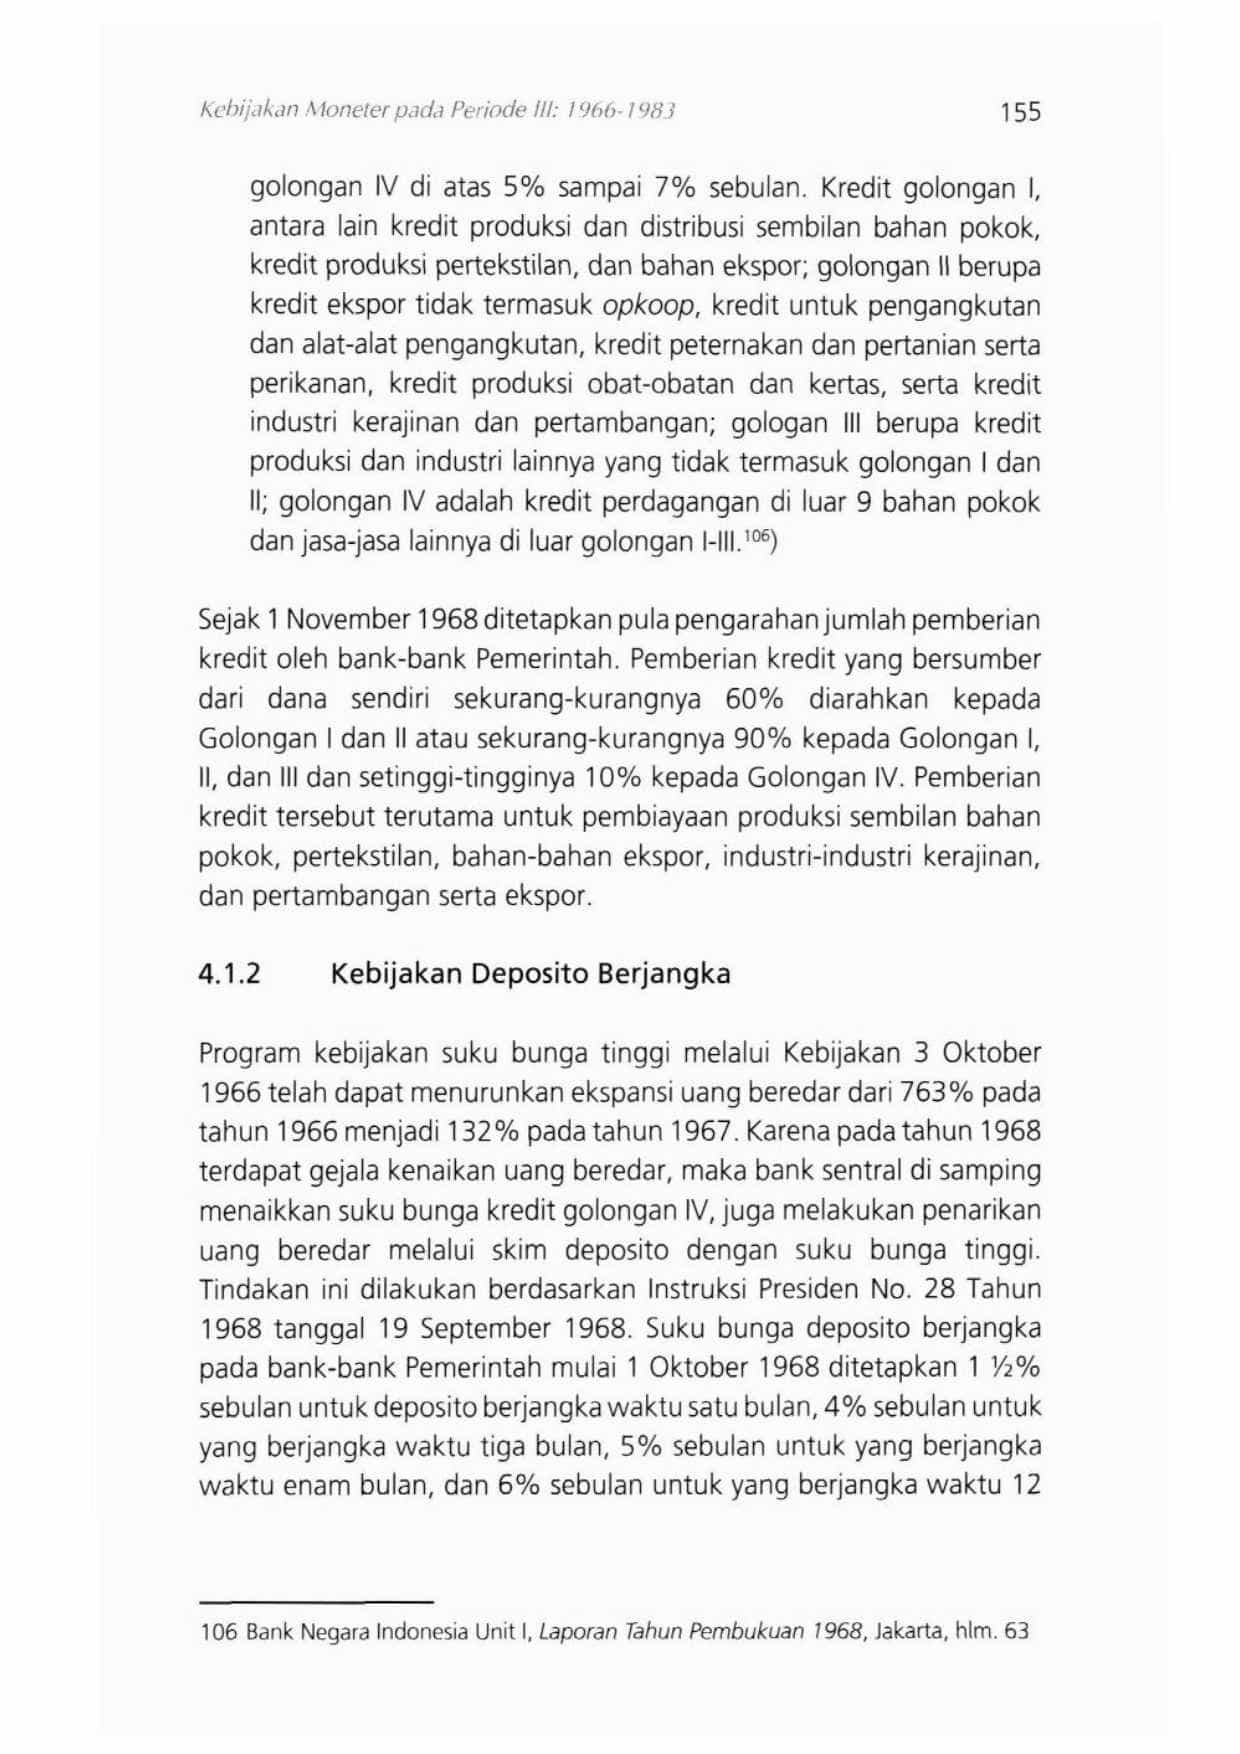 Kebijakan Moneter pada Periode III: 1966-1983 155
golongan IV di atas 5% sampai 7% sebulan. Kredit golongan I,
antara lain kredit produksi dan distribusi sembilan bahan pokok,
kredit produksi pertekstilan, dan bahan ekspor; golongan II berupa
kredit ekspor tidak termasuk opkoop, kredit untuk pengangkutan
dan alat-alat pengangkutan, kredit peternakan dan pertanian serta
perikanan, kredit produksi obat-obatan dan kertas, serta kredit
industri kerajinan dan pertambangan; gologan III berupa kredit
produksi dan industri lainnya yang tidak termasuk golongan I dan
II; golongan IV adalah kredit perdagangan di luar 9 bahan pokok
dan jasa-jasa lainnya di luar golongan I-III.¹⁰⁶)
Sejak 1 November 1968 ditetapkan pula pengarahan jumlah pemberian
kredit oleh bank-bank Pemerintah. Pemberian kredit yang bersumber
dari dana sendiri sekurang-kurangnya 60% diarahkan kepada
Golongan I dan II atau sekurang-kurangnya 90% kepada Golongan I,
II, dan III dan setinggi-tingginya 10% kepada Golongan IV. Pemberian
kredit tersebut terutama untuk pembiayaan produksi sembilan bahan
pokok, pertekstilan, bahan-bahan ekspor, industri-industri kerajinan,
dan pertambangan serta ekspor.
4.1.2 Kebijakan Deposito Berjangka
Program kebijakan suku bunga tinggi melalui Kebijakan 3 Oktober
1966 telah dapat menurunkan ekspansi uang beredar dari 763% pada
tahun 1966 menjadi 132% pada tahun 1967. Karena pada tahun 1968
terdapat gejala kenaikan uang beredar, maka bank sentral di samping
menaikkan suku bunga kredit golongan IV, juga melakukan penarikan
uang beredar melalui skim deposito dengan suku bunga tinggi.
Tindakan ini dilakukan berdasarkan Instruksi Presiden No. 28 Tahun
1968 tanggal 19 September 1968. Suku bunga deposito berjangka
pada bank-bank Pemerintah mulai 1 Oktober 1968 ditetapkan 1 ½%
sebulan untuk deposito berjangka waktu satu bulan, 4% sebulan untuk
yang berjangka waktu tiga bulan, 5% sebulan untuk yang berjangka
waktu enam bulan, dan 6% sebulan untuk yang berjangka waktu 12
106 Bank Negara Indonesia Unit I, Laporan Tahun Pembukuan 1968, Jakarta, hlm. 63